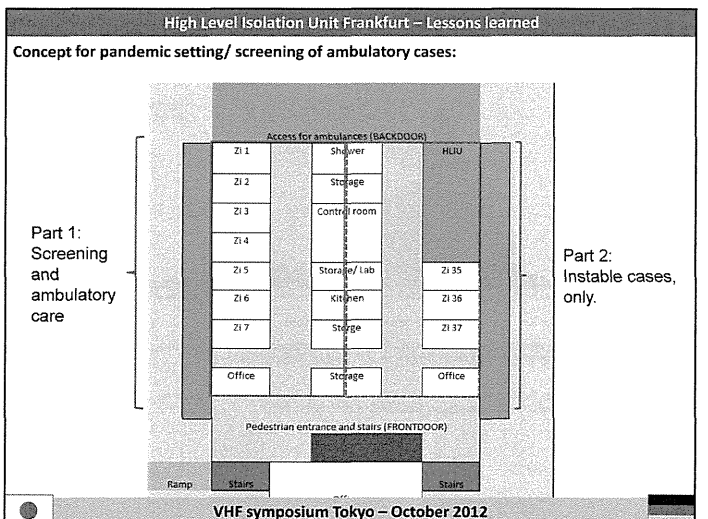 High Level Isolation Unit Frankfurt – Lessons learned
Concept for pandemic setting/ screening of ambulatory cases:
Access for ambulances (BACKDOOR)
Zi 1 Shower HLIU
Zi 2 Storage
Zi 3 Control room
Zi 4
Zi 5 Storage/ Lab Zi 35
Zi 6 Kitchen Zi 36
Zi 7 Storge Zi 37
Office Storage Office
Part 1:
Screening
and
ambulatory
care
Part 2:
Instable cases,
only.
Pedestrian entrance and stairs (FRONTDOOR)
Ramp Stairs Stairs
VHF symposium Tokyo – October 2012